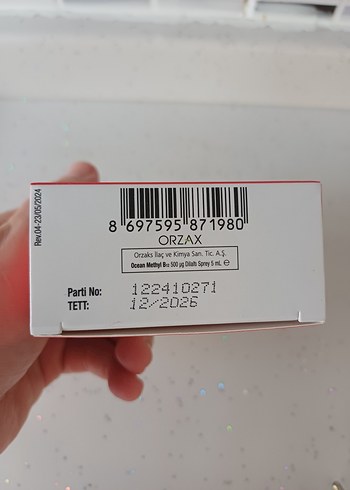 Rev.04-23/05/2024
8 697595 871980
ORZAX
Orzaks İlaç ve Kimya San. Tic. A.Ş.
Ocean Methyl B₁₂ 500 µg Dilaltı Sprey 5 mL ℮
Parti No: 122410271
TETT: 12/2026